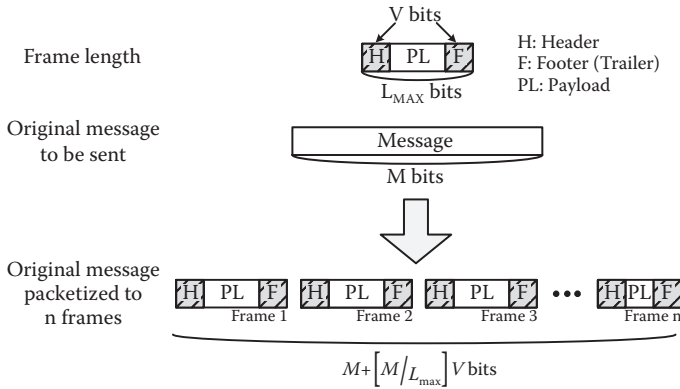 V bits
Frame length
H PL F
H: Header
F: Footer (Trailer)
PL: Payload
L_MAX bits
Original message
to be sent
Message
M bits
Original message
packetized to
n frames
H PL F H PL F H PL F ••• H PL F
Frame 1 Frame 2 Frame 3 Frame n
M+[M/L_max]V bits